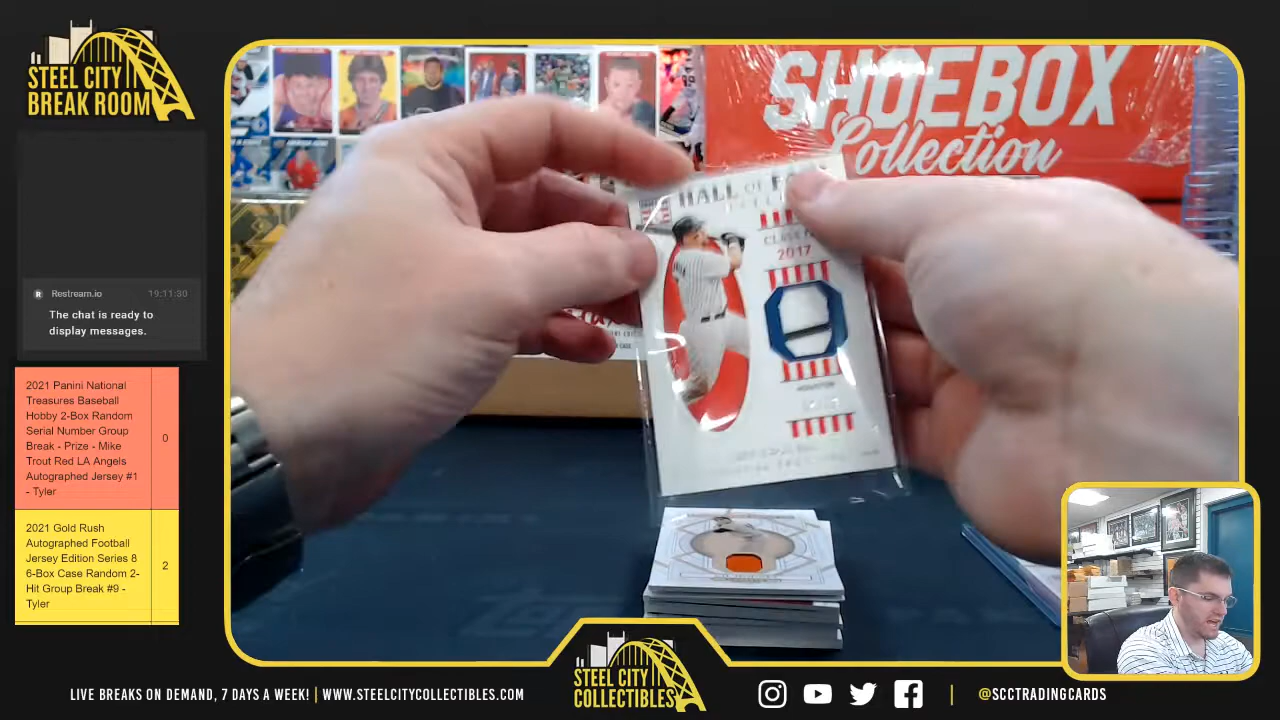 STEEL CITY
BREAK ROOM
SHOEBOX
Collection
HALL OF
CLASS
2017
HOUSTON
Restream.io 19:11:30
The chat is ready to
display messages.
2021 Panini National
Treasures Baseball
Hobby 2-Box Random
Serial Number Group
Break - Prize - Mike
Trout Red LA Angels
Autographed Jersey #1
- Tyler
0
2021 Gold Rush
Autographed Football
Jersey Edition Series 8
6-Box Case Random 2-
Hit Group Break #9 -
Tyler
2
STEEL CITY
COLLECTIBLES
LIVE BREAKS ON DEMAND, 7 DAYS A WEEK! | WWW.STEELCITYCOLLECTIBLES.COM
| @SCCTRADINGCARDS